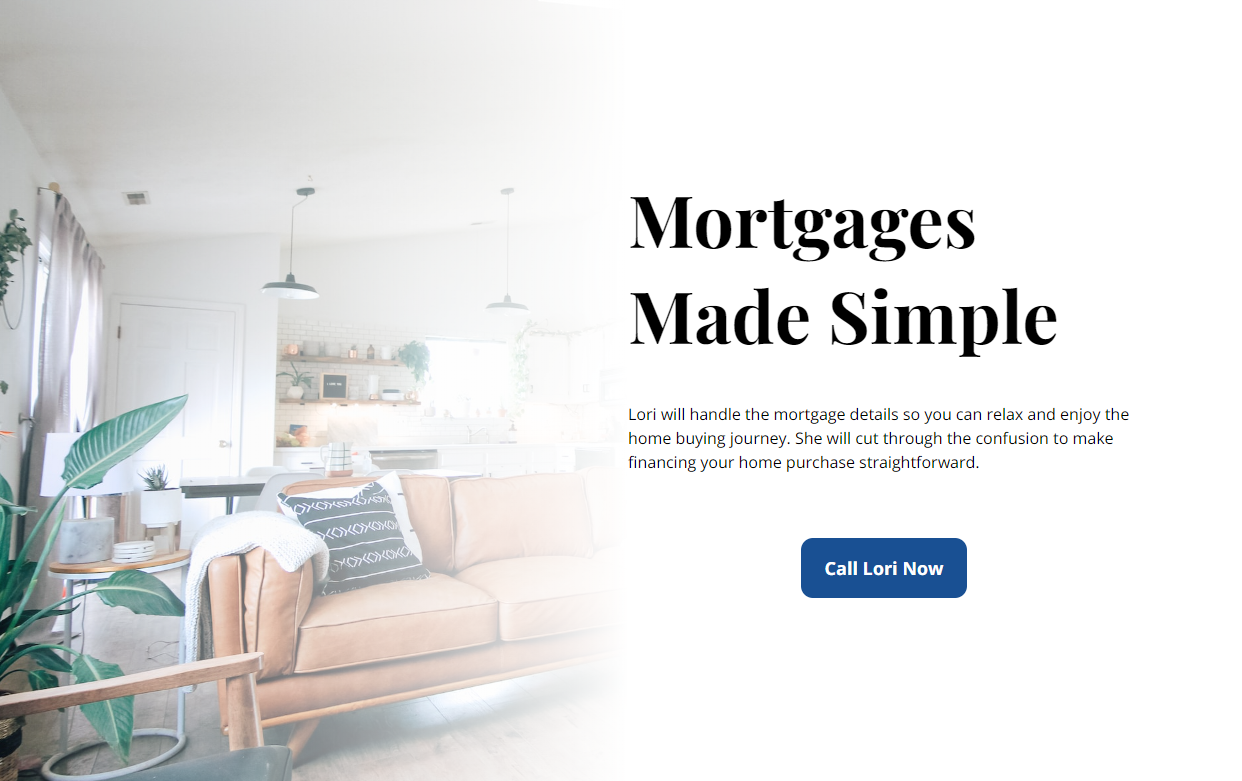 Mortgages
Made Simple
Lori will handle the mortgage details so you can relax and enjoy the
home buying journey. She will cut through the confusion to make
financing your home purchase straightforward.
Call Lori Now